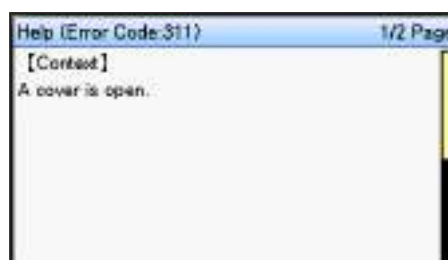 Help (Error Code:311) 1/2 Page
【Context】
A cover is open.